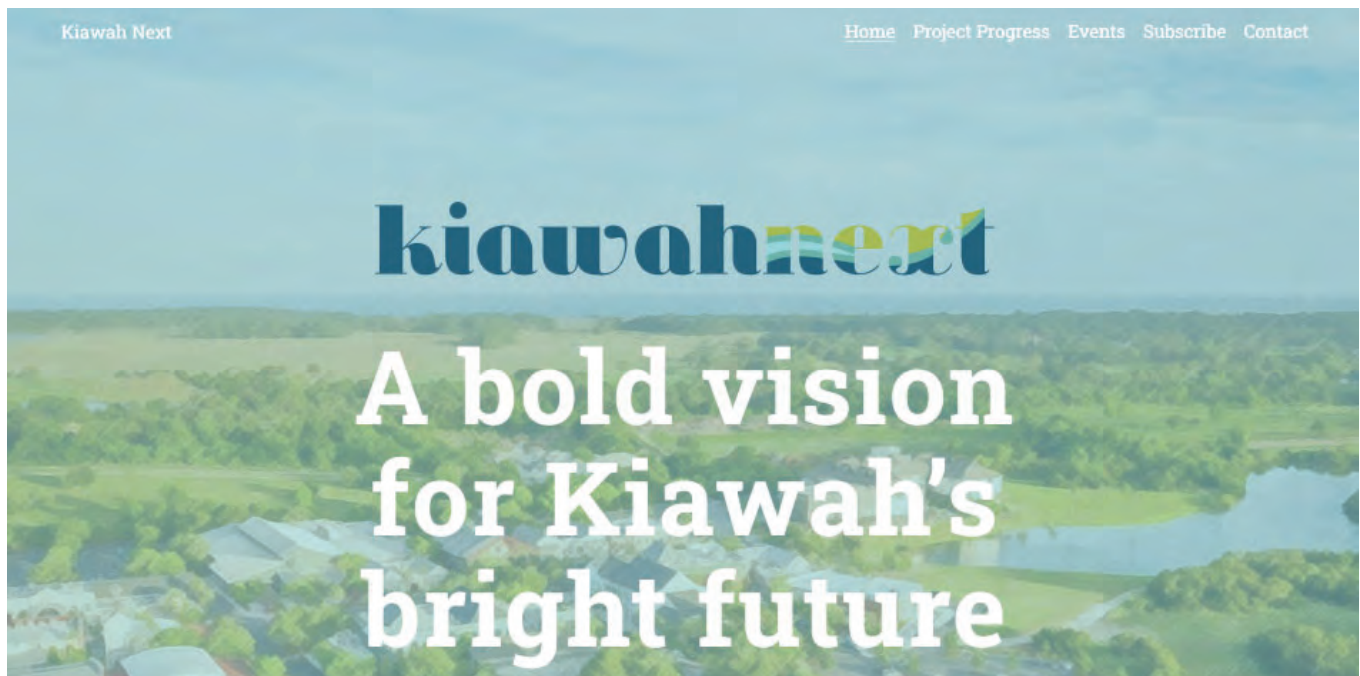 Kiawah Next
Home Project Progress Events Subscribe Contact
kiawahnext
A bold vision
for Kiawah’s
bright future